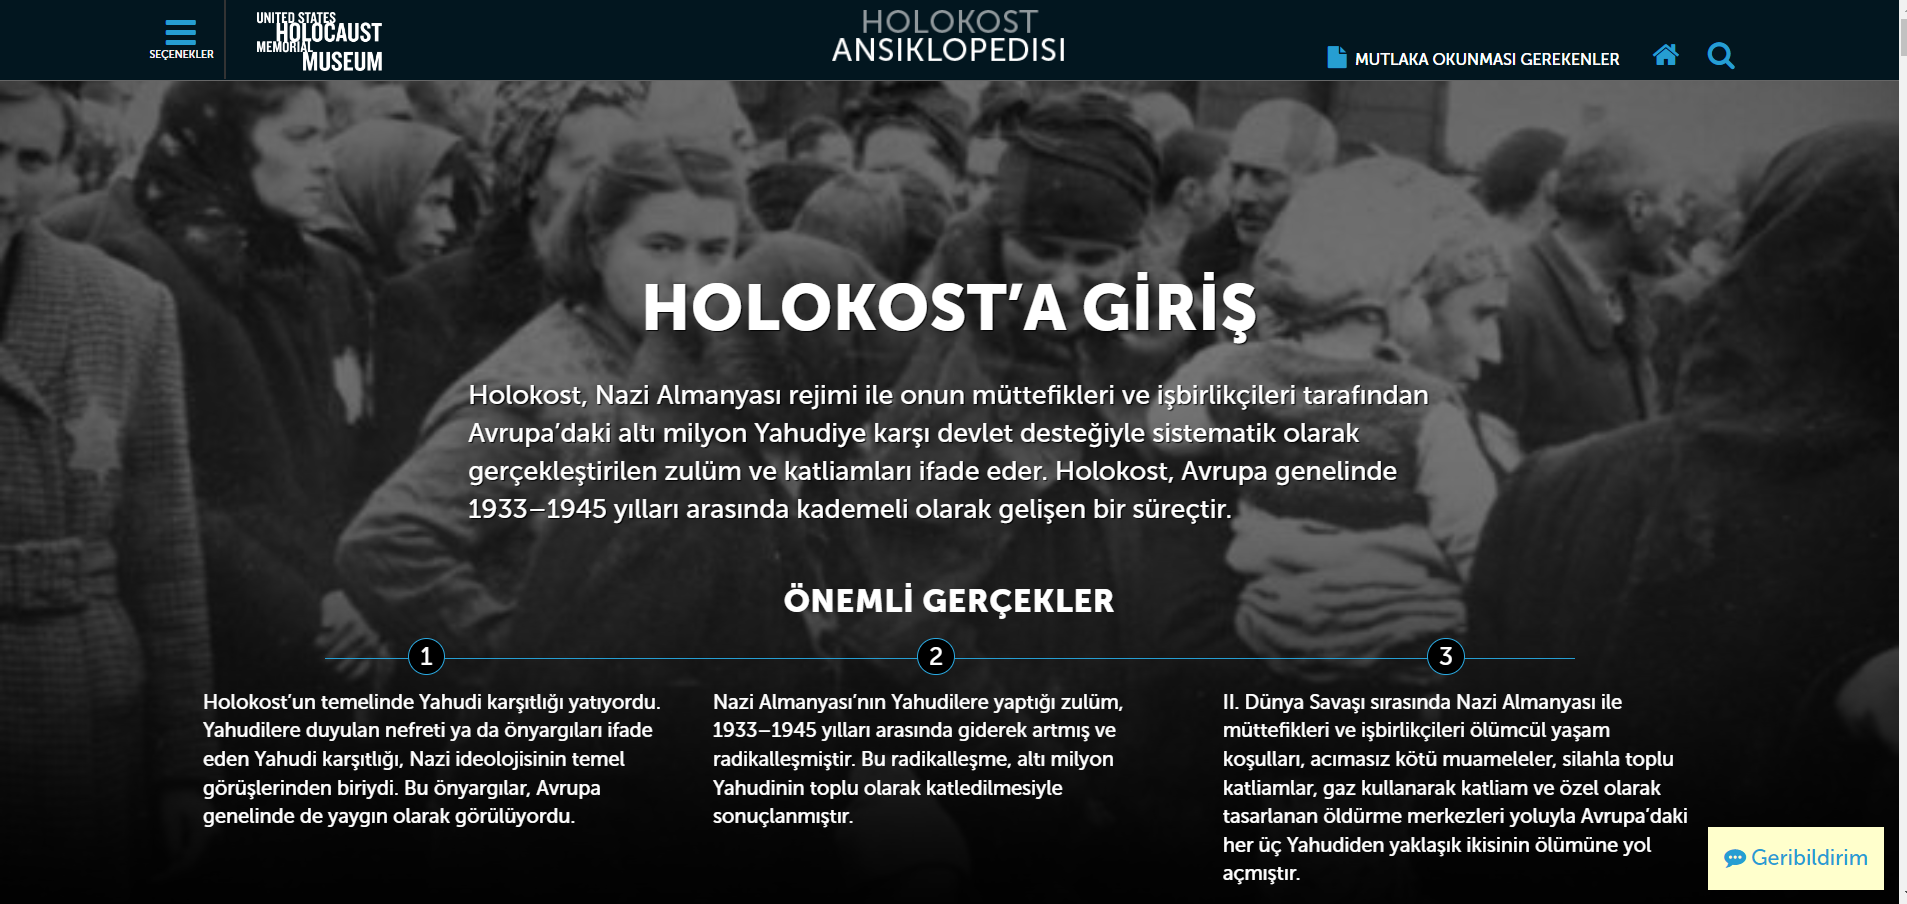 SEÇENEKLER
UNITED STATES
HOLOCAUST
MEMORIAL
MUSEUM
HOLOKOST
ANSIKLOPEDISI
MUTLAKA OKUNMASI GEREKENLER
HOLOKOST’A GİRİŞ
Holokost, Nazi Almanyası rejimi ile onun müttefikleri ve işbirlikçileri tarafından
Avrupa’daki altı milyon Yahudiye karşı devlet desteğiyle sistematik olarak
gerçekleştirilen zulüm ve katliamları ifade eder. Holokost, Avrupa genelinde
1933–1945 yılları arasında kademeli olarak gelişen bir süreçtir.
ÖNEMLİ GERÇEKLER
1
Holokost’un temelinde Yahudi karşıtlığı yatıyordu.
Yahudilere duyulan nefreti ya da önyargıları ifade
eden Yahudi karşıtlığı, Nazi ideolojisinin temel
görüşlerinden biriydi. Bu önyargılar, Avrupa
genelinde de yaygın olarak görülüyordu.
2
Nazi Almanyası’nın Yahudilere yaptığı zulüm,
1933–1945 yılları arasında giderek artmış ve
radikalleşmiştir. Bu radikalleşme, altı milyon
Yahudinin toplu olarak katledilmesiyle
sonuçlanmıştır.
3
II. Dünya Savaşı sırasında Nazi Almanyası ile
müttefikleri ve işbirlikçileri ölümcül yaşam
koşulları, acımasız kötü muameleler, silahla toplu
katliamlar, gaz kullanarak katliam ve özel olarak
tasarlanan öldürme merkezleri yoluyla Avrupa’daki
her üç Yahudiden yaklaşık ikisinin ölümüne yol
açmıştır.
Geribildirim